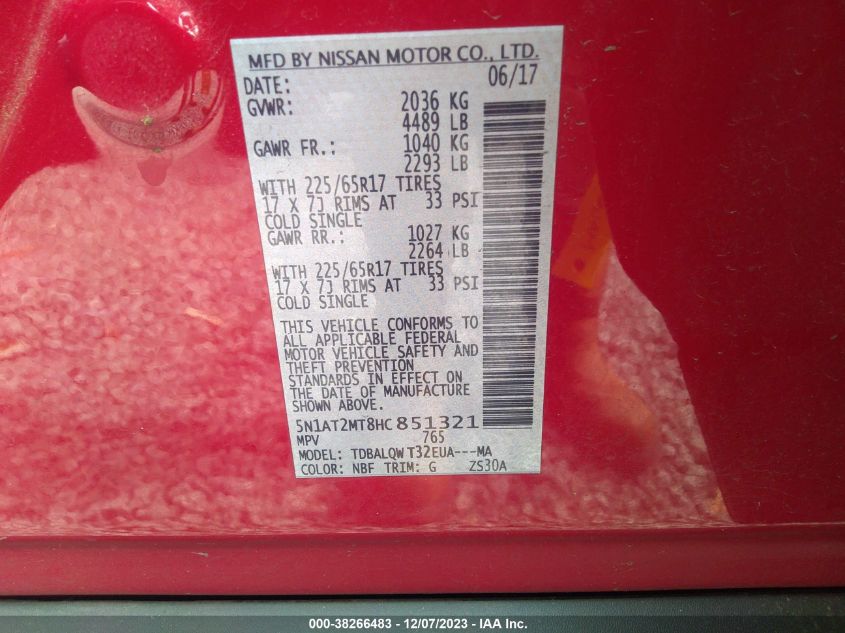 MFD BY NISSAN MOTOR CO., LTD.
DATE: 06/17
GVWR: 2036 KG
4489 LB
GAWR FR.: 1040 KG
2293 LB
WITH 225/65R17 TIRES
17 X 7J RIMS AT 33 PSI
COLD SINGLE
GAWR RR.: 1027 KG
2264 LB
WITH 225/65R17 TIRES
17 X 7J RIMS AT 33 PSI
COLD SINGLE
THIS VEHICLE CONFORMS TO
ALL APPLICABLE FEDERAL
MOTOR VEHICLE SAFETY AND
THEFT PREVENTION
STANDARDS IN EFFECT ON
THE DATE OF MANUFACTURE
SHOWN ABOVE.
5N1AT2MT8HC851321
MPV 765
MODEL: TDBALQW T32EUA---MA
COLOR: NBF TRIM: G ZS30A
000-38266483 - 12/07/2023 - IAA Inc.